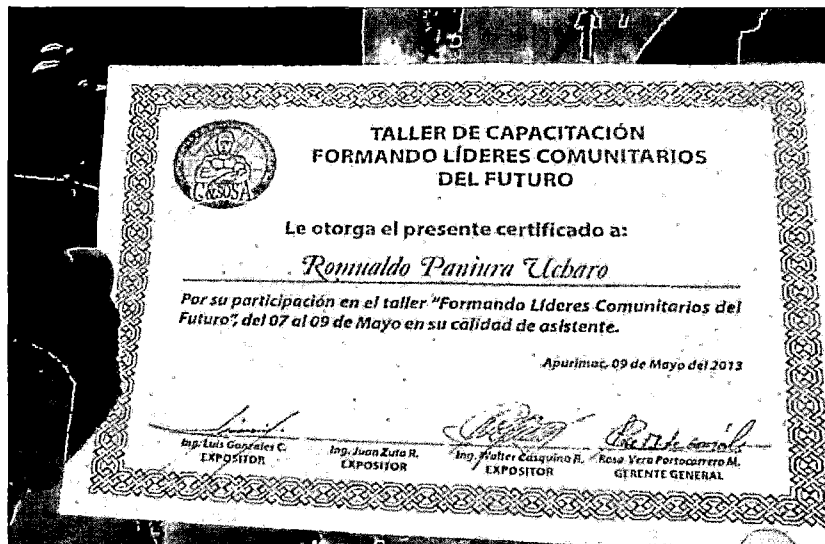 TALLER DE CAPACITACIÓN
FORMANDO LÍDERES COMUNITARIOS
DEL FUTURO
CESOSA
Le otorga el presente certificado a:
Romualdo Paniura Ucharo
Por su participación en el taller "Formando Líderes Comunitarios del
Futuro", del 07 al 09 de Mayo en su calidad de asistente.
Apurimac, 09 de Mayo del 2013
Ing. Luis Gonzales C.
EXPOSITOR
Ing. Juan Zuta R.
EXPOSITOR
Ing. Walter Casquino R.
EXPOSITOR
Rosa Vera Portocarrero M.
GERENTE GENERAL